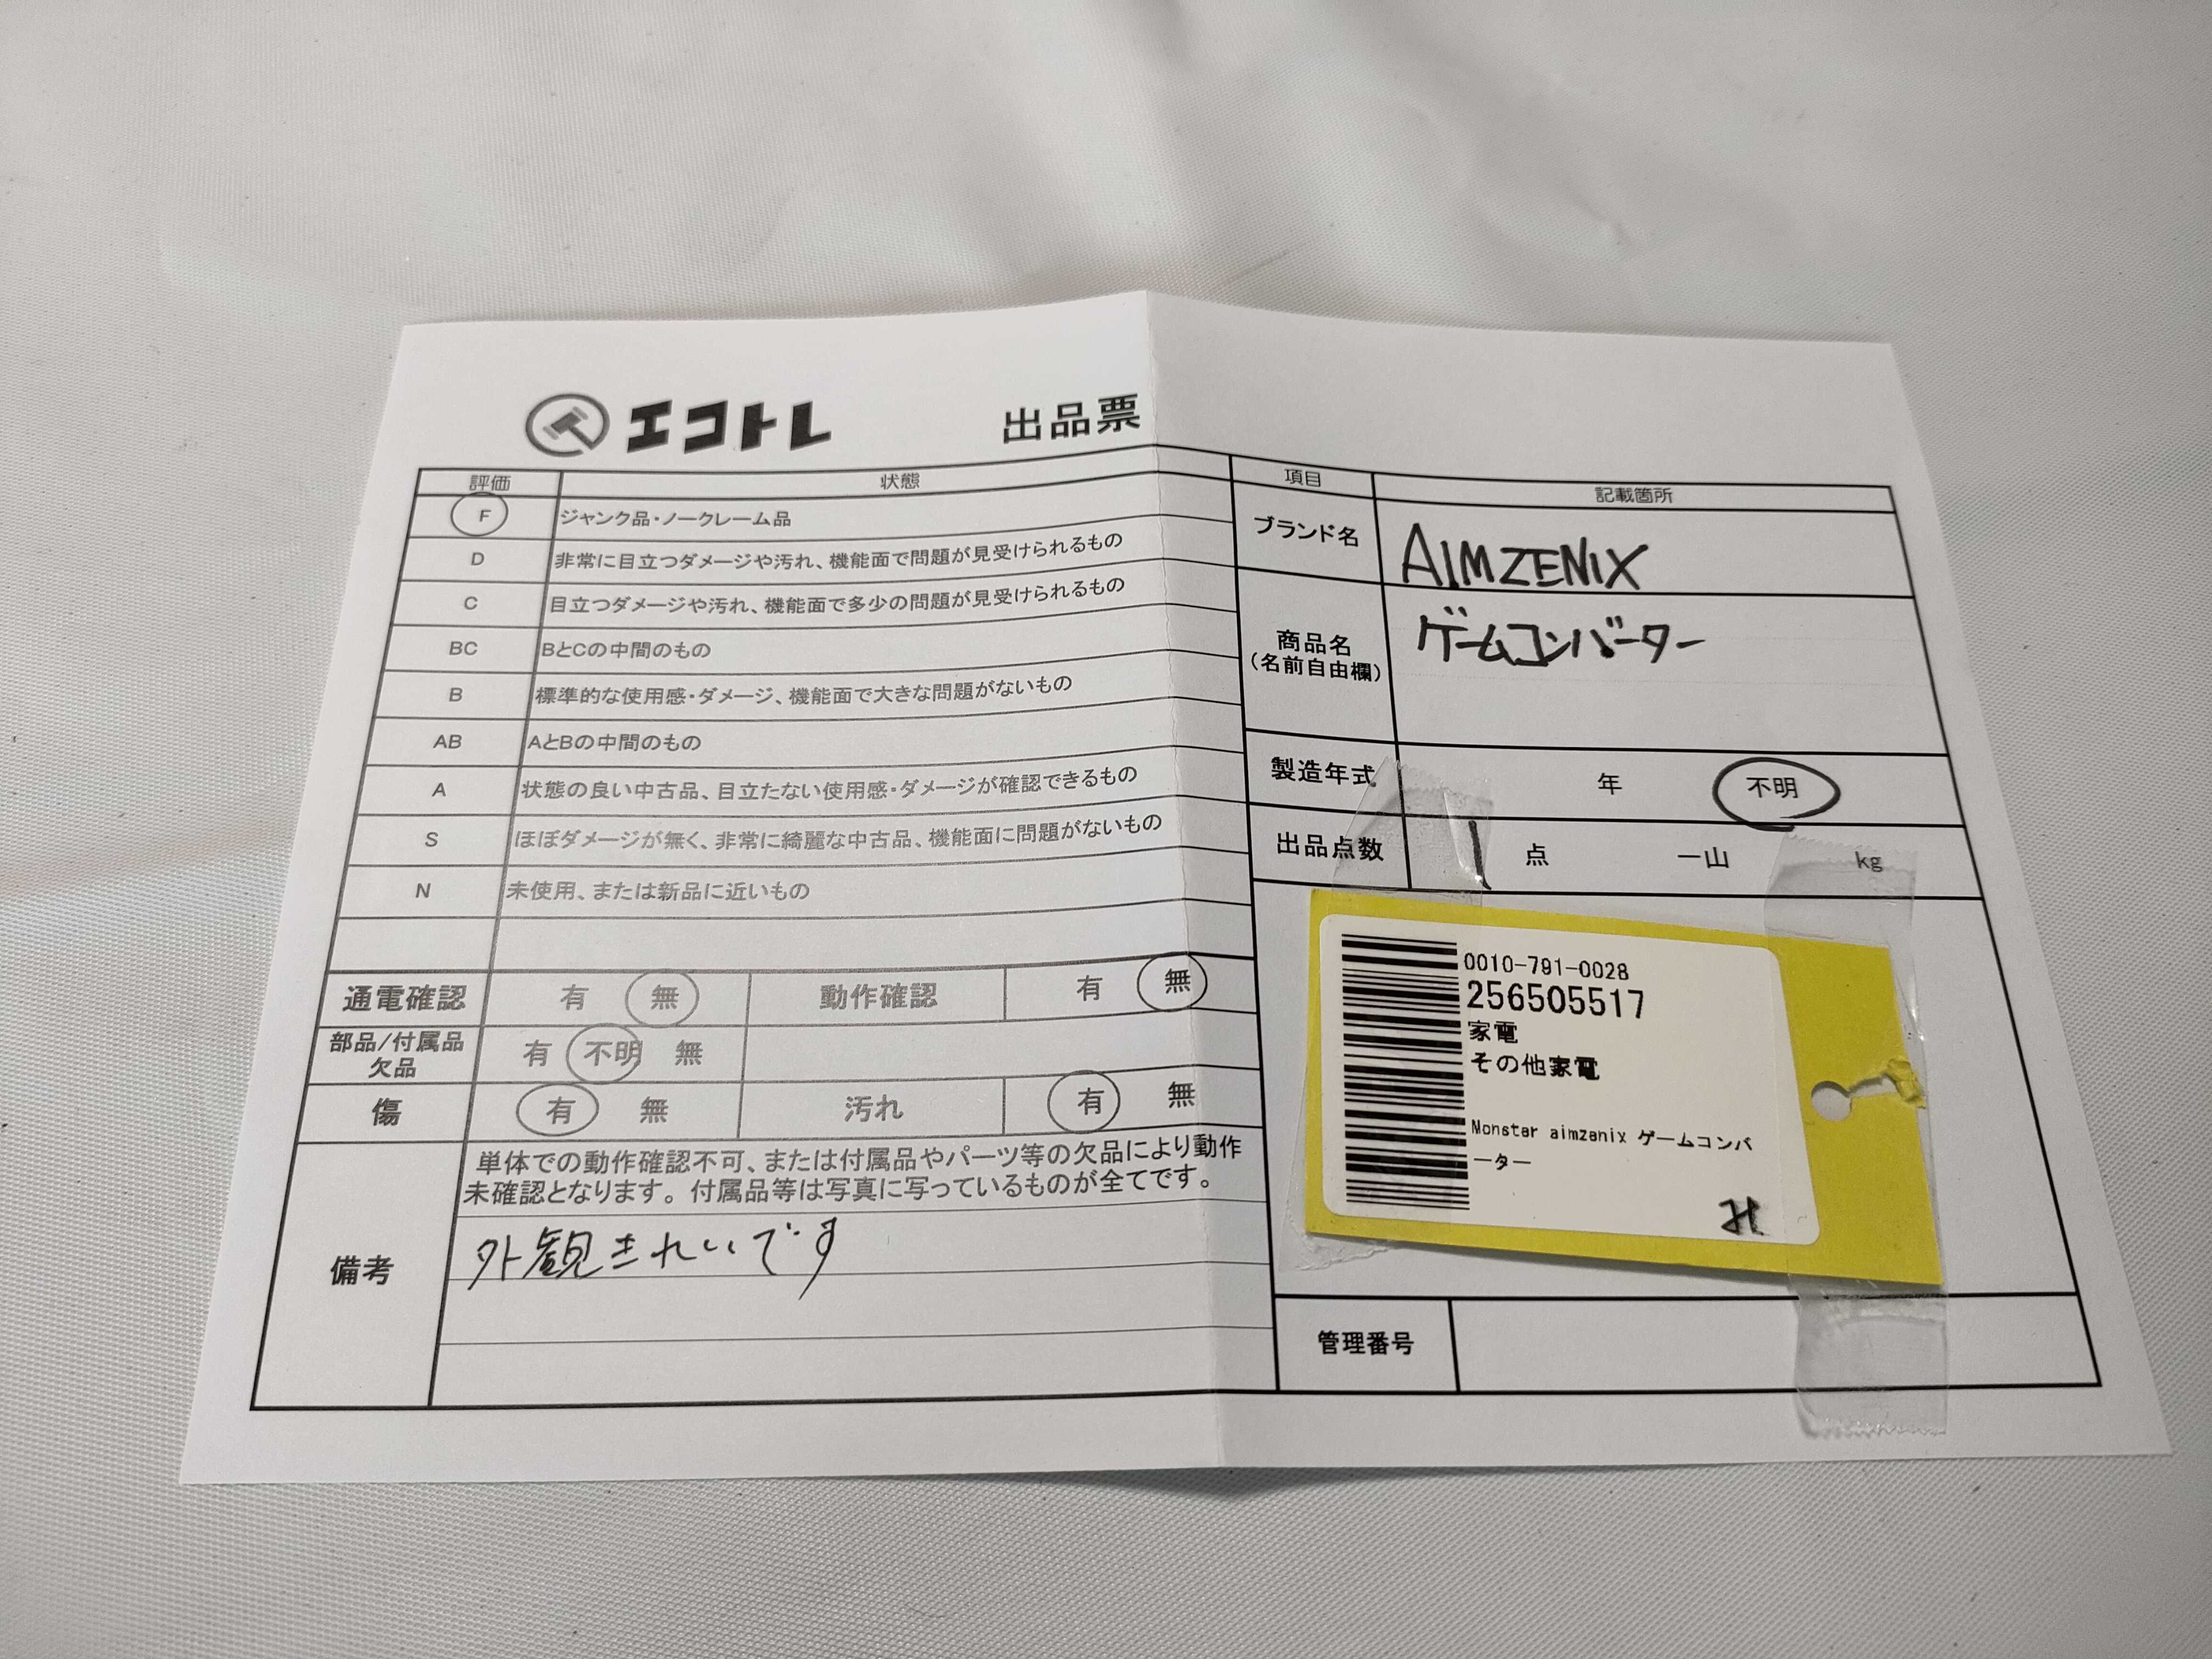 エコトレ 出品票
評価 状態
F ジャンク品・ノークレーム品
D 非常に目立つダメージや汚れ、機能面で問題が見受けられるもの
C 目立つダメージや汚れ、機能面で多少の問題が見受けられるもの
BC BとCの中間のもの
B 標準的な使用感・ダメージ、機能面で大きな問題がないもの
AB AとBの中間のもの
A 状態の良い中古品、目立たない使用感・ダメージが確認できるもの
S ほぼダメージが無く、非常に綺麗な中古品、機能面に問題がないもの
N 未使用、または新品に近いもの
通電確認 有 無 動作確認 有 無
部品/付属品
欠品 有 不明 無
傷 有 無 汚れ 有 無
備考
単体での動作確認不可、または付属品やパーツ等の欠品により動作
未確認となります。付属品等は写真に写っているものが全てです。
外観きれいです
項目 記載箇所
ブランド名 AIMZENIX
商品名
(名前自由欄)
ゲームコンバーター
製造年式 年 不明
出品点数 1 点 一山 kg
0010-791-0028
256505517
家電
その他家電
Monster aimzenix ゲームコンバ
ーター
管理番号